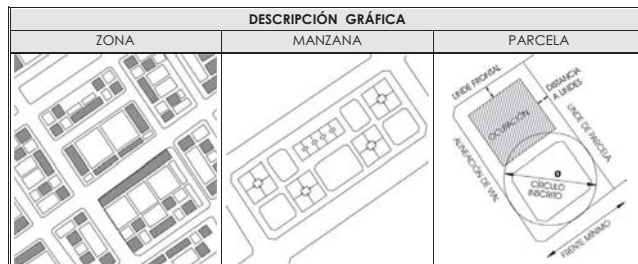 DESCRIPCIÓN GRÁFICA
ZONA
MANZANA
PARCELA
LINDE FRONTAL
DISTANCIA
A LINDES
OCUPACIÓN
LINDE DE PARCELA
ALINEACIÓN DE VIAL
Ø
CÍRCULO
INSCRITO
FRENTE MÍNIMO